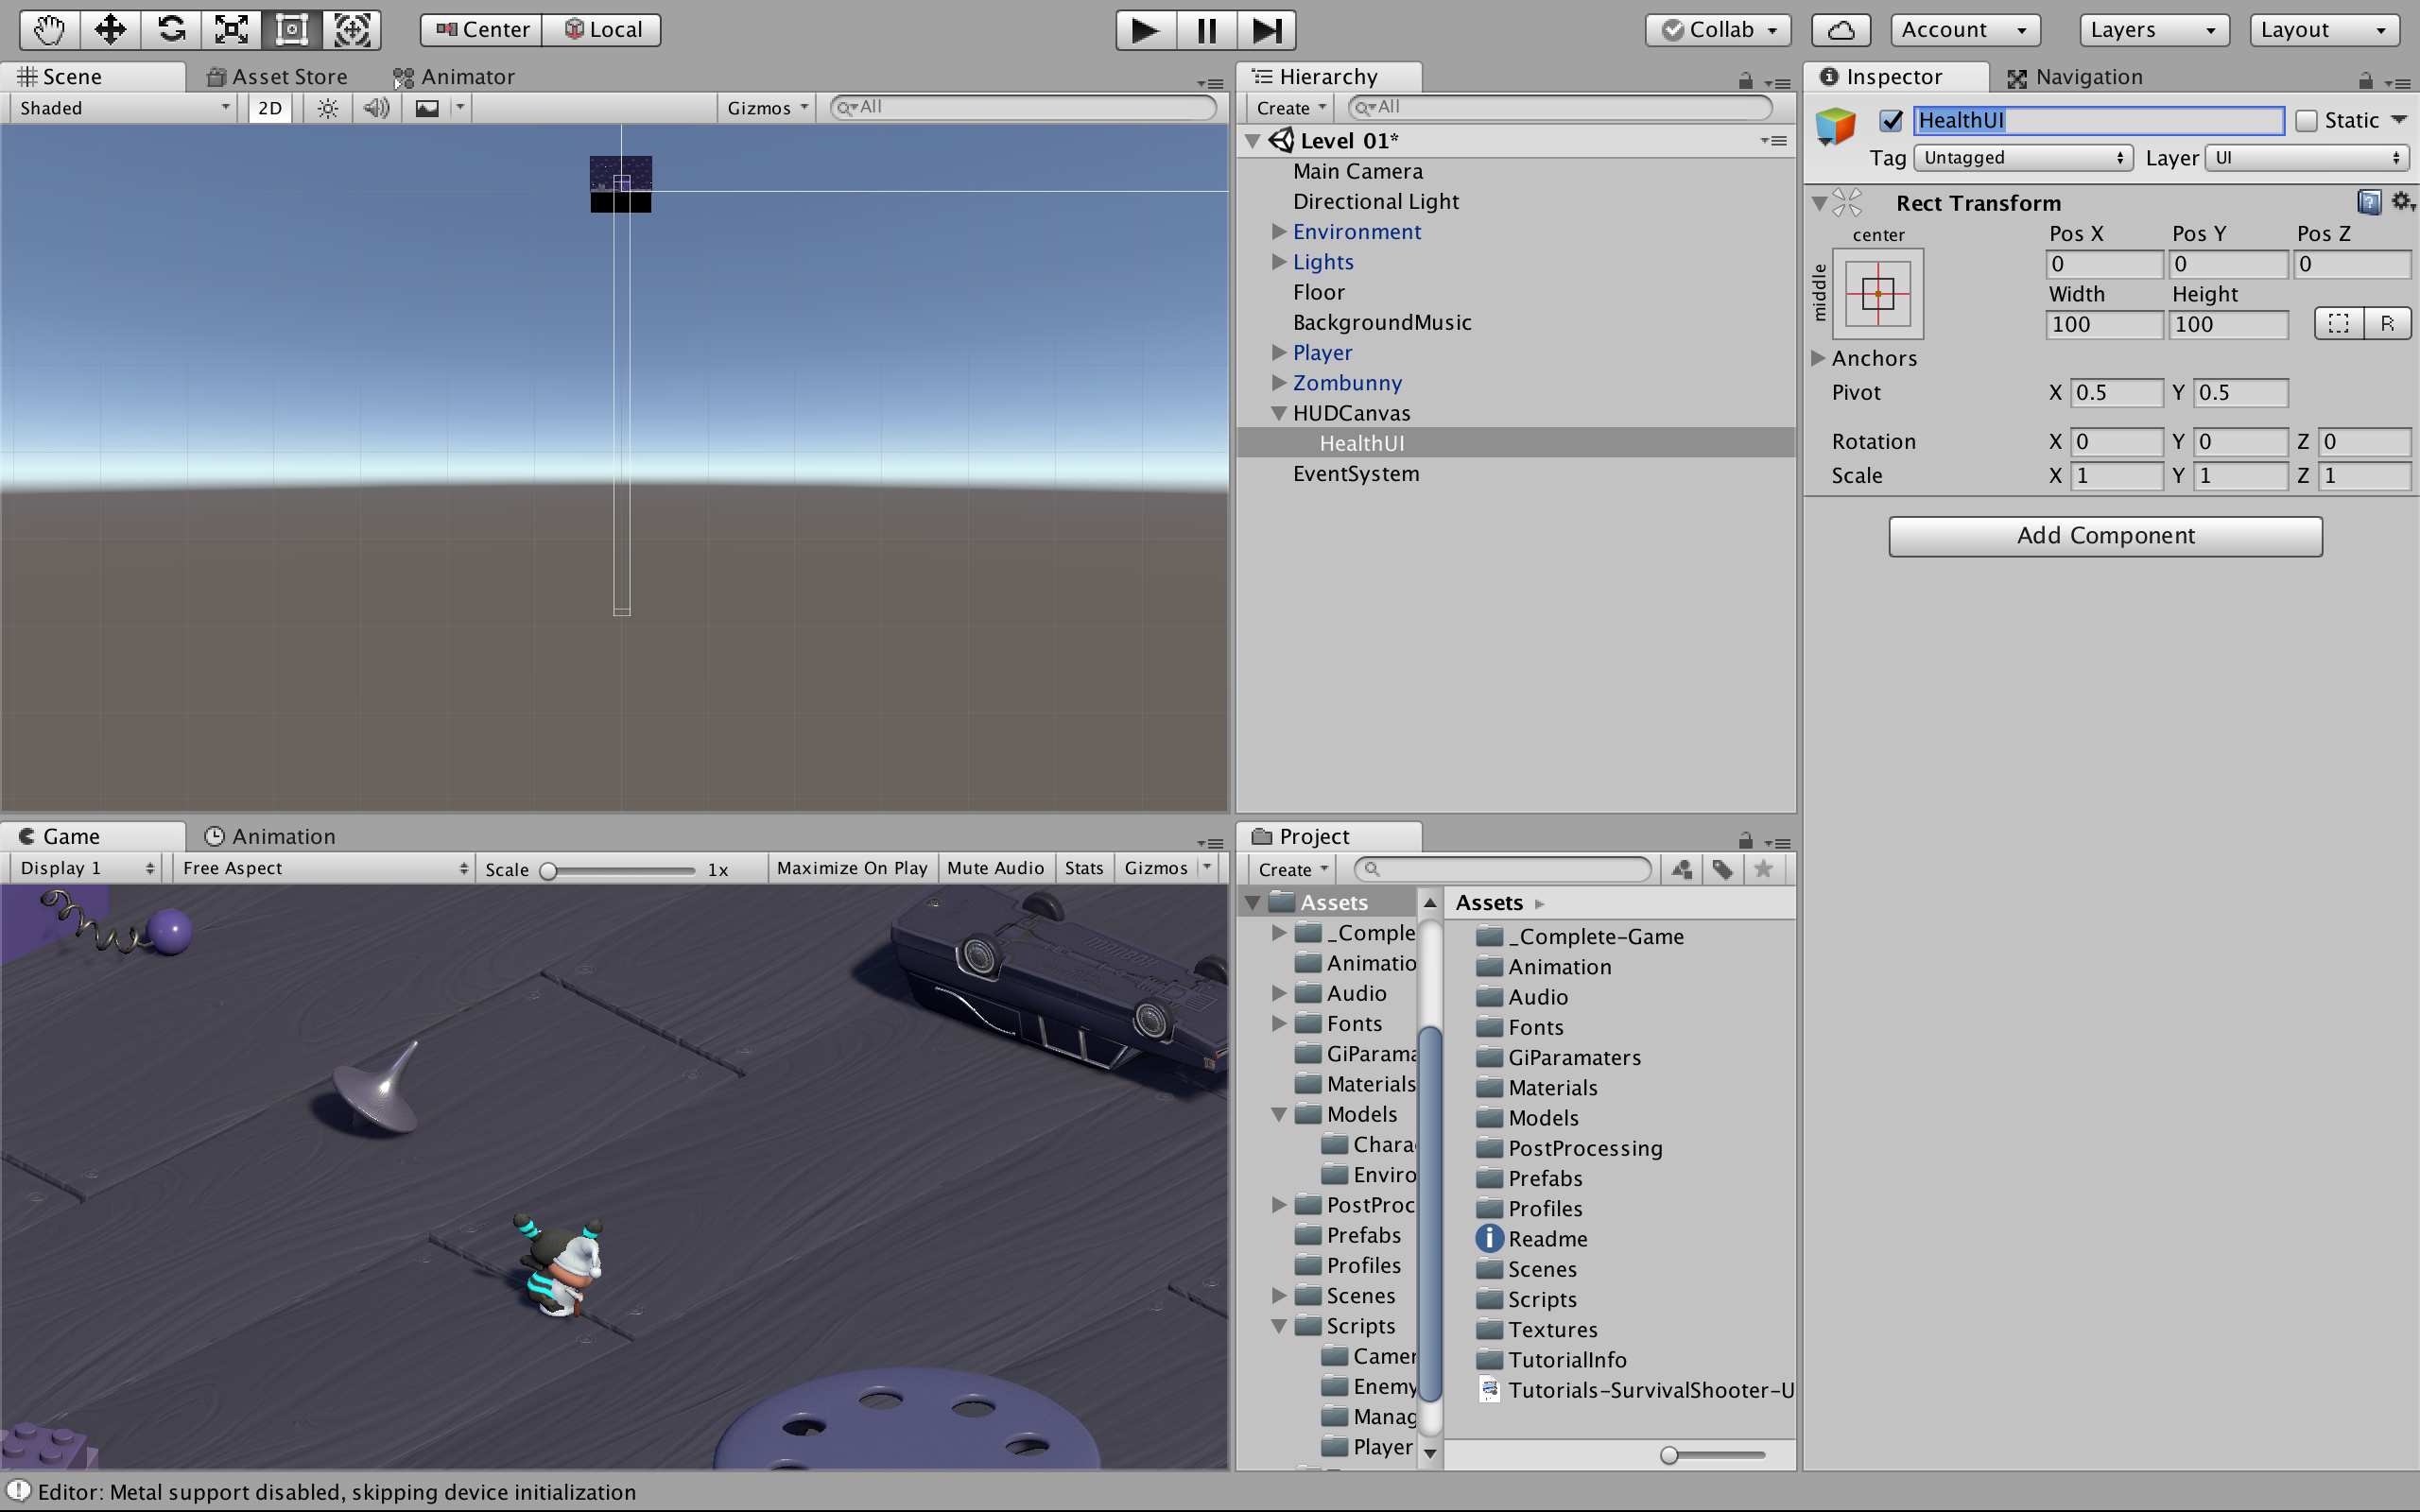 Center Local Collab Account Layers Layout
Scene Asset Store Animator
Shaded 2D Gizmos All
Hierarchy
Create All
Level 01*
Main Camera
Directional Light
Environment
Lights
Floor
BackgroundMusic
Player
Zombunny
HUDCanvas
HealthUI
EventSystem
Inspector Navigation
HealthUI Static
Tag Untagged Layer UI
Rect Transform
center Pos X Pos Y Pos Z
middle 0 0 0
Width Height
100 100 R
Anchors
Pivot X 0.5 Y 0.5
Rotation X 0 Y 0 Z 0
Scale X 1 Y 1 Z 1
Add Component
Game Animation
Display 1 Free Aspect Scale 1x Maximize On Play Mute Audio Stats Gizmos
Project
Create
Assets
_Comple
Animatio
Audio
Fonts
GiParama
Materials
Models
Charac
Enviro
PostProc
Prefabs
Profiles
Scenes
Scripts
Camer
Enemy
Manag
Player
Assets
_Complete-Game
Animation
Audio
Fonts
GiParamaters
Materials
Models
PostProcessing
Prefabs
Profiles
Readme
Scenes
Scripts
Textures
TutorialInfo
Tutorials-SurvivalShooter-U
Editor: Metal support disabled, skipping device initialization